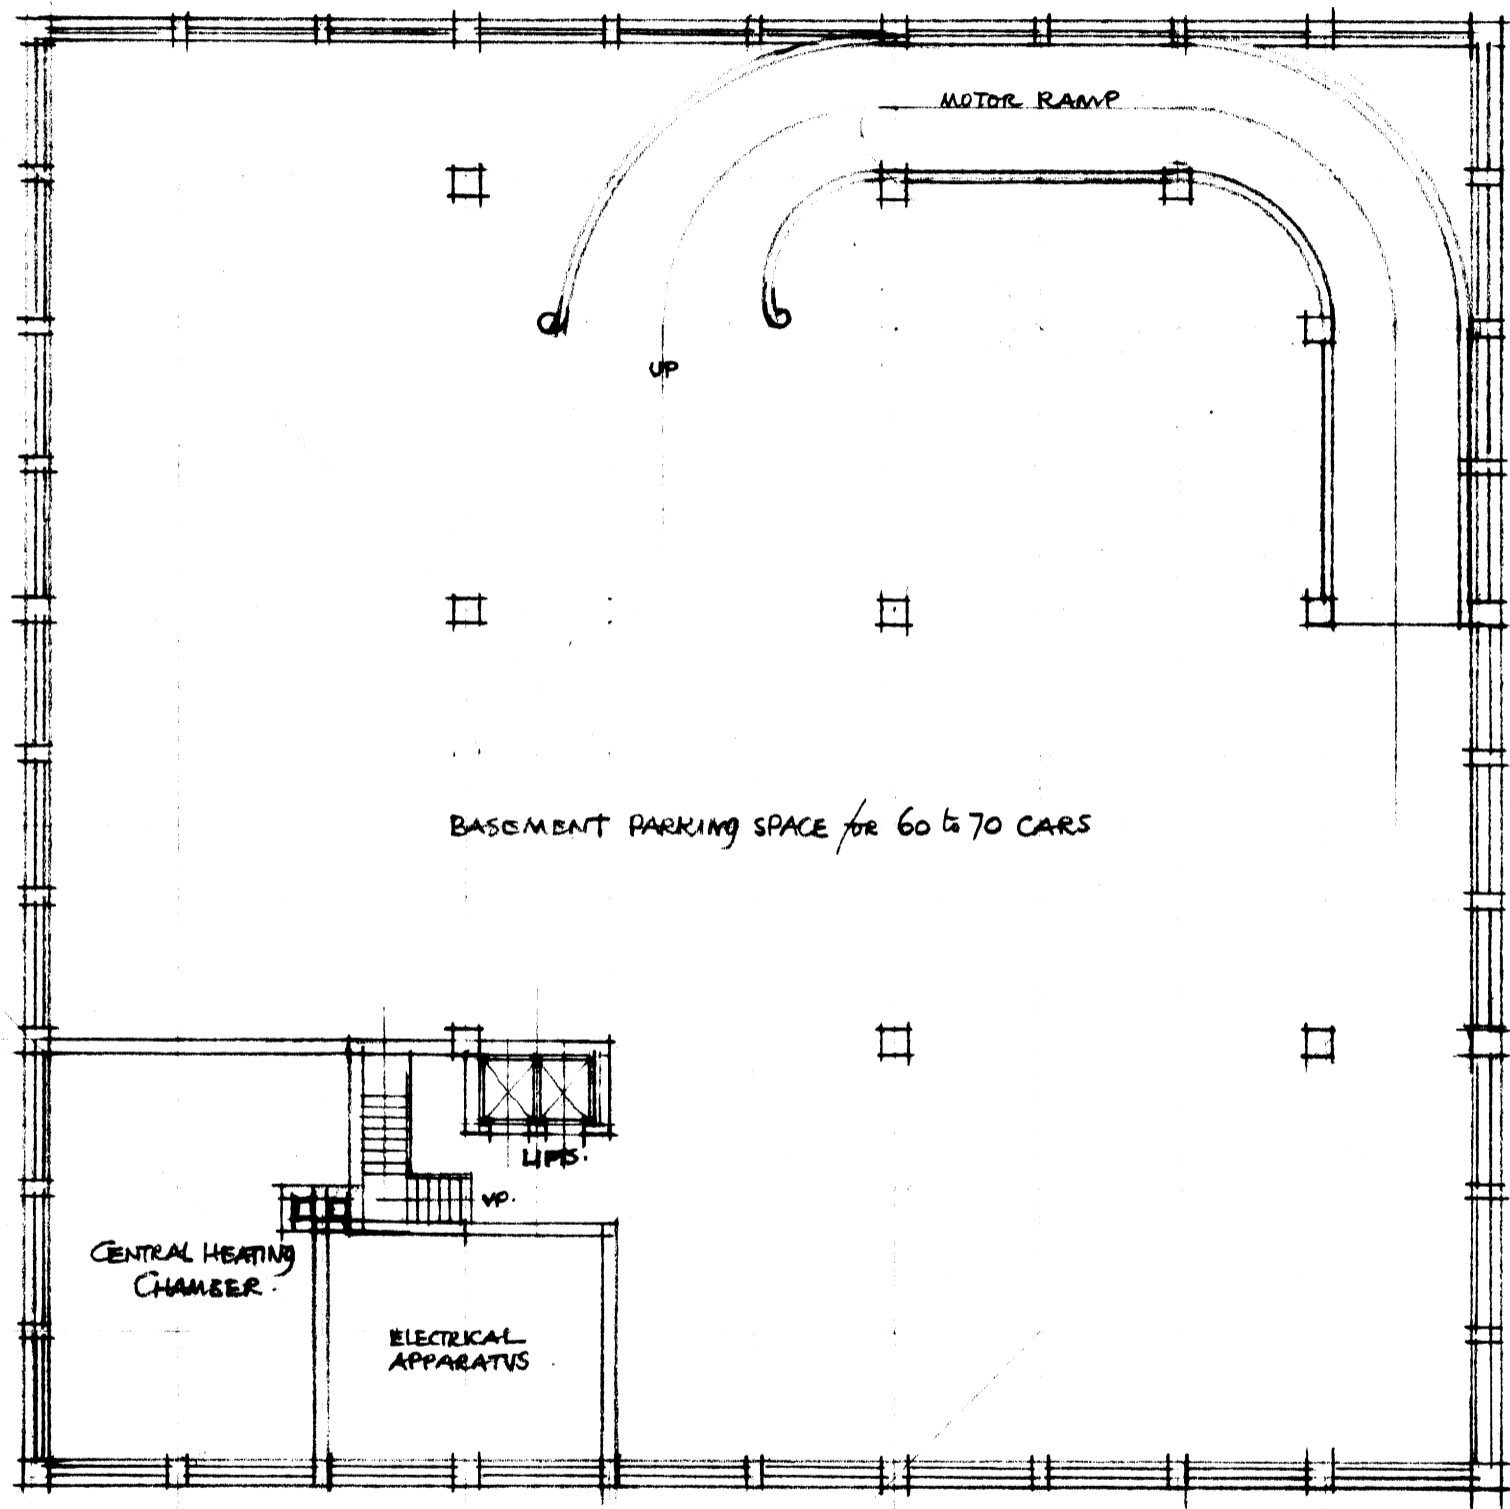 MOTOR RAMP
UP
BASEMENT PARKING SPACE for 60 to 70 CARS
LIFTS.
UP.
CENTRAL HEATING
CHAMBER.
ELECTRICAL
APPARATUS